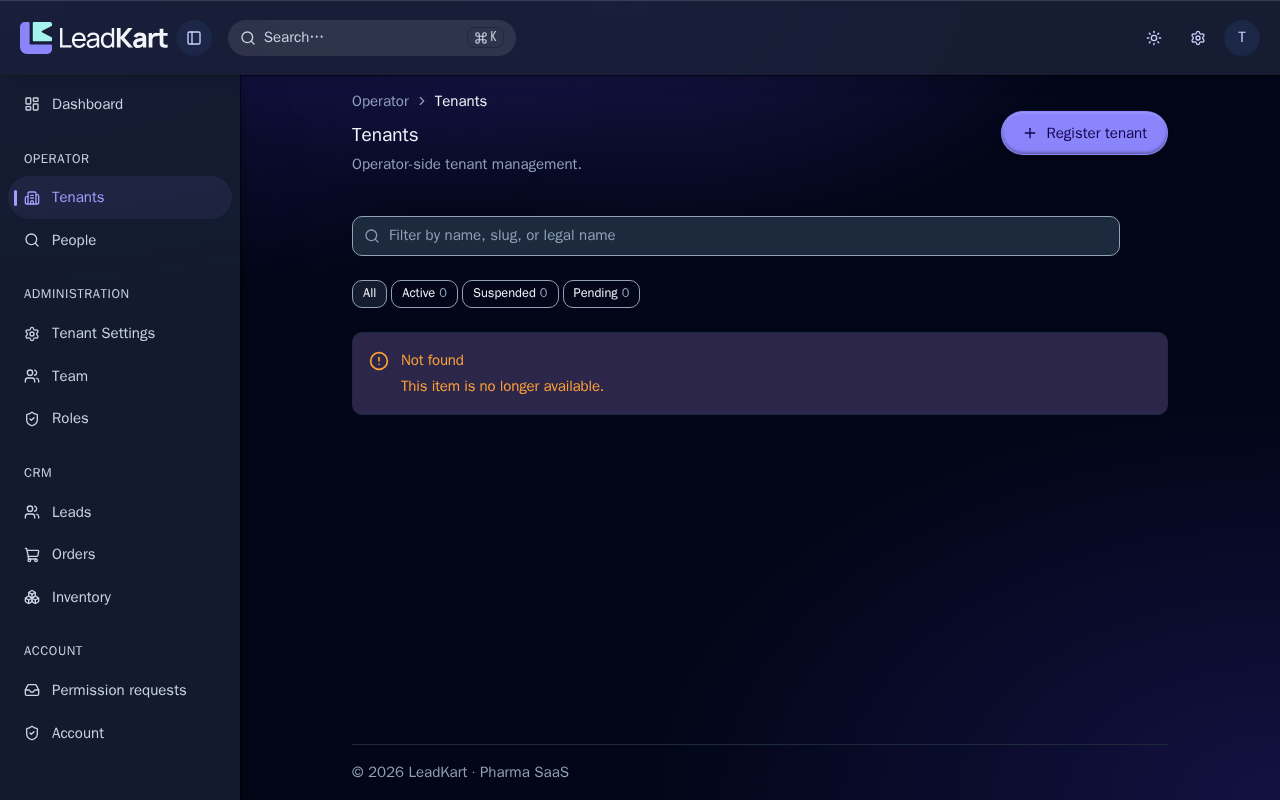 LeadKart
Search…
⌘K
T
Dashboard
OPERATOR
Tenants
People
ADMINISTRATION
Tenant Settings
Team
Roles
CRM
Leads
Orders
Inventory
ACCOUNT
Permission requests
Account
Operator > Tenants
Tenants
Operator-side tenant management.
+ Register tenant
Filter by name, slug, or legal name
All
Active 0
Suspended 0
Pending 0
Not found
This item is no longer available.
© 2026 LeadKart · Pharma SaaS